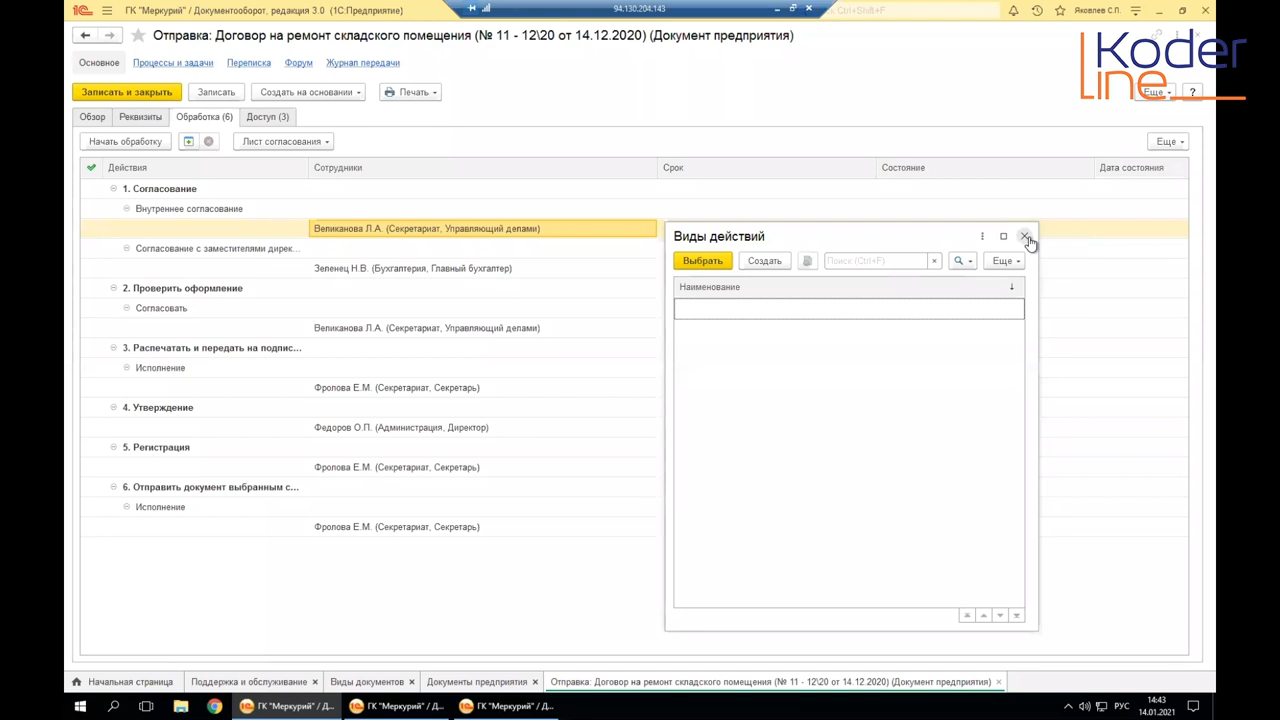 ГК "Меркурий" / Документооборот, редакция 3.0 (1С:Предприятие)
94.130.204.143
Ctrl+Shift+F
Яковлев С.П.
Отправка: Договор на ремонт складского помещения (№ 11 - 12\20 от 14.12.2020) (Документ предприятия)
Koder
line
Основное
Процессы и задачи
Переписка
Форум
Журнал передачи
Записать и закрыть
Записать
Создать на основании
Печать
Еще
?
Обзор
Реквизиты
Обработка (6)
Доступ (3)
Начать обработку
Лист согласования
Еще
Действия
Сотрудники
Срок
Состояние
Дата состояния
1. Согласование
Внутреннее согласование
Великанова Л.А. (Секретариат, Управляющий делами)
Согласование с заместителями дирек...
Зеленец Н.В. (Бухгалтерия, Главный бухгалтер)
2. Проверить оформление
Согласовать
Великанова Л.А. (Секретариат, Управляющий делами)
3. Распечатать и передать на подпис...
Исполнение
Фролова Е.М. (Секретариат, Секретарь)
4. Утверждение
Федоров О.П. (Администрация, Директор)
5. Регистрация
Фролова Е.М. (Секретариат, Секретарь)
6. Отправить документ выбранным с...
Исполнение
Фролова Е.М. (Секретариат, Секретарь)
Виды действий
Выбрать
Создать
Поиск (Ctrl+F)
Еще
Наименование
Начальная страница
Поддержка и обслуживание
Виды документов
Документы предприятия
Отправка: Договор на ремонт складского помещения (№ 11 - 12\20 от 14.12.2020) (Документ предприятия)
ГК "Меркурий" / Д...
ГК "Меркурий" / Д...
ГК "Меркурий" / Д...
РУС
14:43
14.01.2021